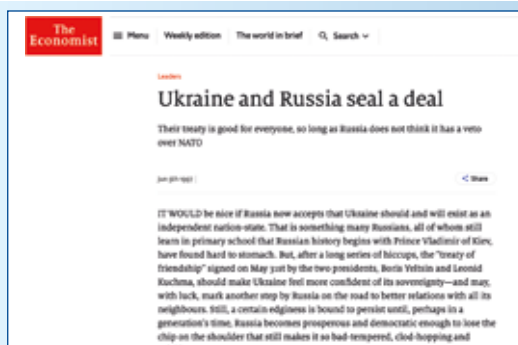 The
Economist
Menu
Weekly edition
The world in brief
Search
Leaders
Ukraine and Russia seal a deal
Their treaty is good for everyone, so long as Russia does not think it has a veto
over NATO
Jun 5th 1997
Share
IT WOULD be nice if Russia now accepts that Ukraine should and will exist as an
independent nation-state. That is something many Russians, all of whom still
learn in primary school that Russian history begins with Prince Vladimir of Kiev,
have found hard to stomach. But, after a long series of hiccups, the "treaty of
friendship" signed on May 31st by the two presidents, Boris Yeltsin and Leonid
Kuchma, should make Ukraine feel more confident of its sovereignty—and may,
with luck, mark another step by Russia on the road to better relations with all its
neighbours. Still, a certain edginess is bound to persist until, perhaps in a
generation's time, Russia becomes prosperous and democratic enough to lose the
chip on the shoulder that still makes it so bad-tempered, clod-hopping and